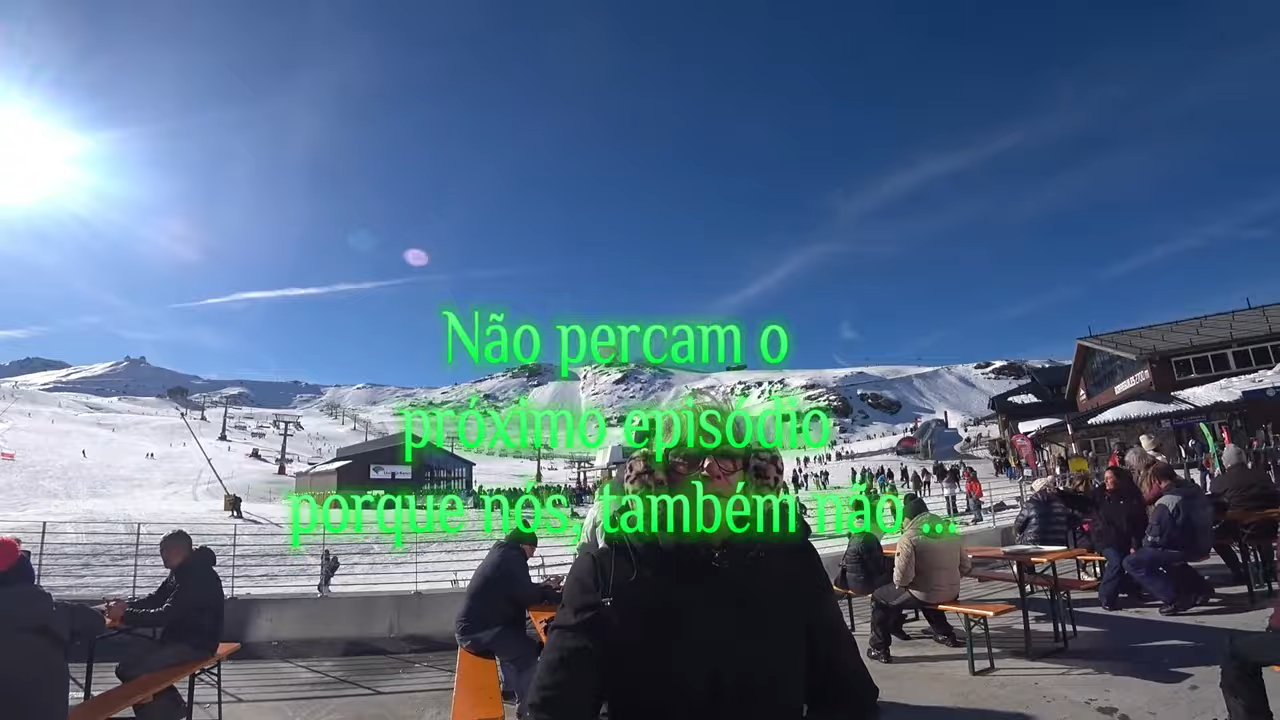 Não percam o
próximo episódio
porque nós, também não ...